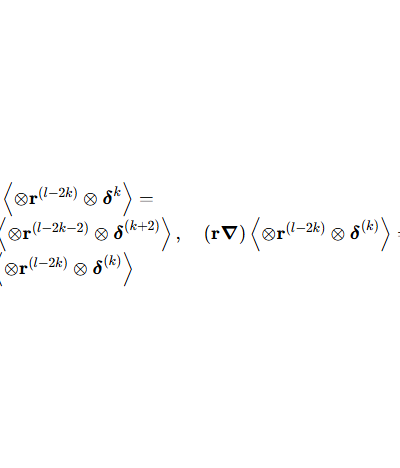 ⟨⊗𝐫^{(l−2k)} ⊗ 𝜹^{k}⟩ =
⟨⊗𝐫^{(l−2k−2)} ⊗ 𝜹^{(k+2)}⟩ , (𝐫𝛁) ⟨⊗𝐫^{(l−2k)} ⊗ 𝜹^{(k)}⟩ =
⟨⊗𝐫^{(l−2k)} ⊗ 𝜹^{(k)}⟩